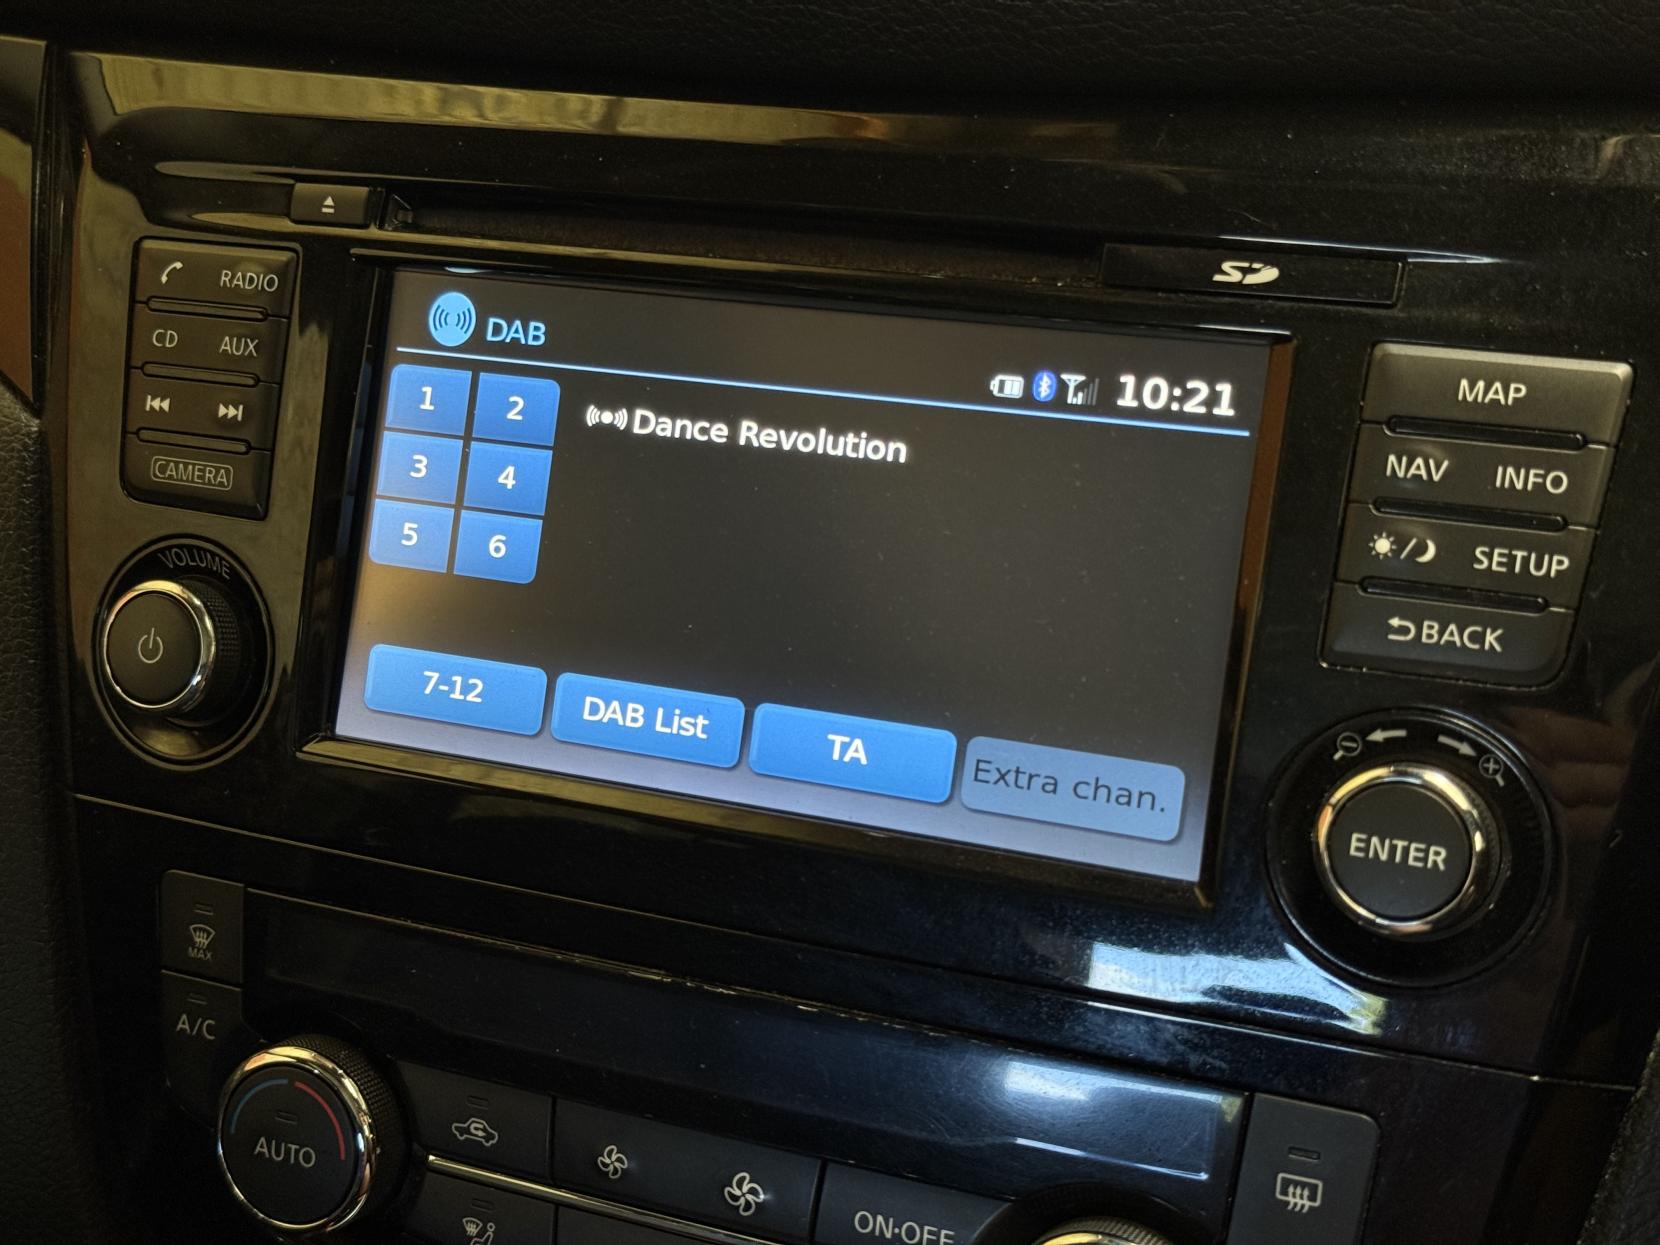 RADIO
CD AUX
CAMERA
VOLUME
DAB
10:21
1 2
3 4
5 6
Dance Revolution
7-12
DAB List
TA
Extra chan.
SD
MAP
NAV INFO
SETUP
BACK
ENTER
MAX
A/C
AUTO
ON·OFF